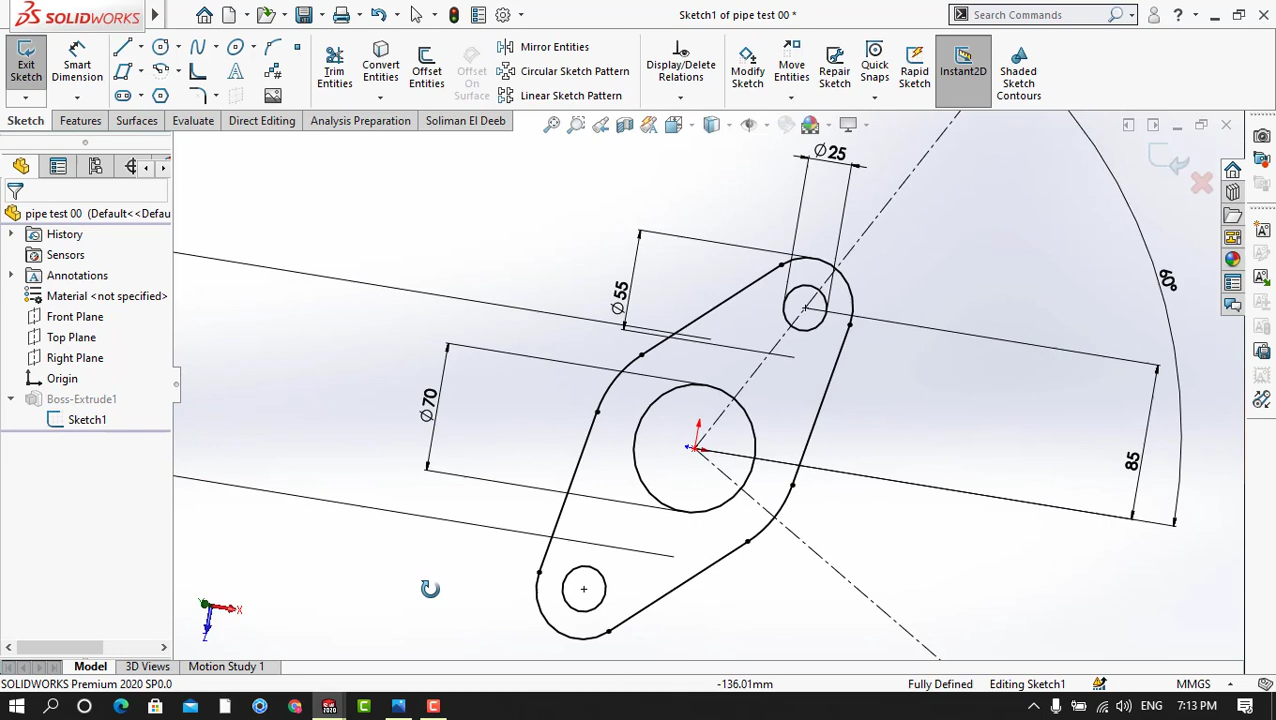 SOLIDWORKS
Sketch1 of pipe test 00 *
Search Commands
Exit Sketch
Smart Dimension
Trim Entities
Convert Entities
Offset Entities
Offset On Surface
Mirror Entities
Circular Sketch Pattern
Linear Sketch Pattern
Display/Delete Relations
Modify Sketch
Move Entities
Repair Sketch
Quick Snaps
Rapid Sketch
Instant2D
Shaded Sketch Contours
Sketch Features Surfaces Evaluate Direct Editing Analysis Preparation Soliman El Deeb
pipe test 00 (Default<<Defau
History
Sensors
Annotations
Material <not specified>
Front Plane
Top Plane
Right Plane
Origin
Boss-Extrude1
Sketch1
Ø25
Ø55
60°
Ø70
85
X
Z
Model 3D Views Motion Study 1
SOLIDWORKS Premium 2020 SP0.0
-136.01mm
Fully Defined
Editing Sketch1
MMGS
ENG
7:13 PM